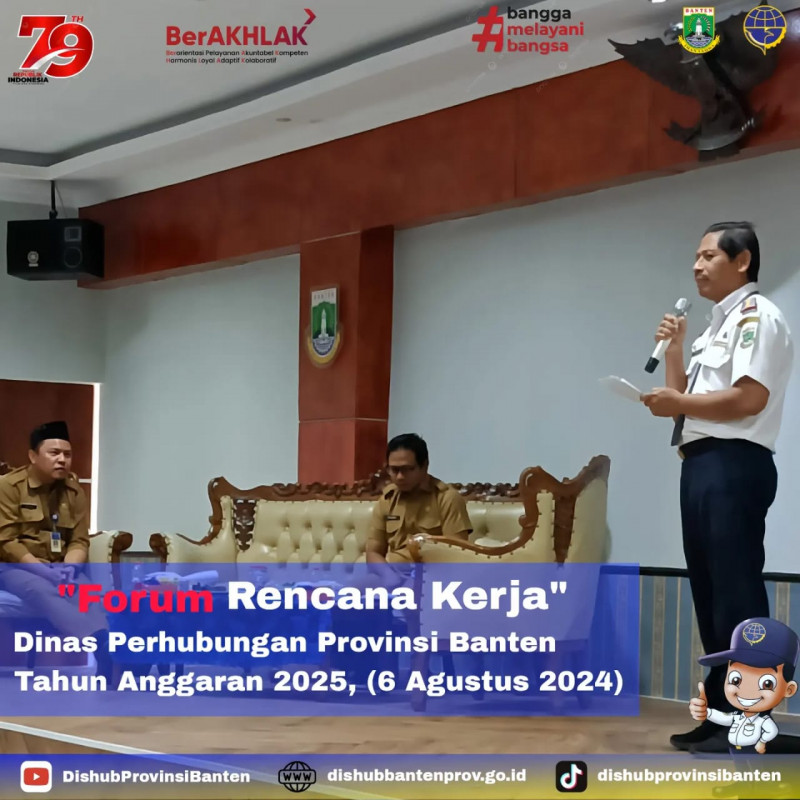 79TH
REPUBLIK
INDONESIA
BerAKHLAK
Berorientasi Pelayanan Akuntabel Kompeten
Harmonis Loyal Adaptif Kolaboratif
#bangga
melayani
bangsa
BANTEN
"Forum Rencana Kerja"
Dinas Perhubungan Provinsi Banten
Tahun Anggaran 2025, (6 Agustus 2024)
DishubProvinsiBanten
WWW
dishubbantenprov.go.id
dishubprovinsibanten